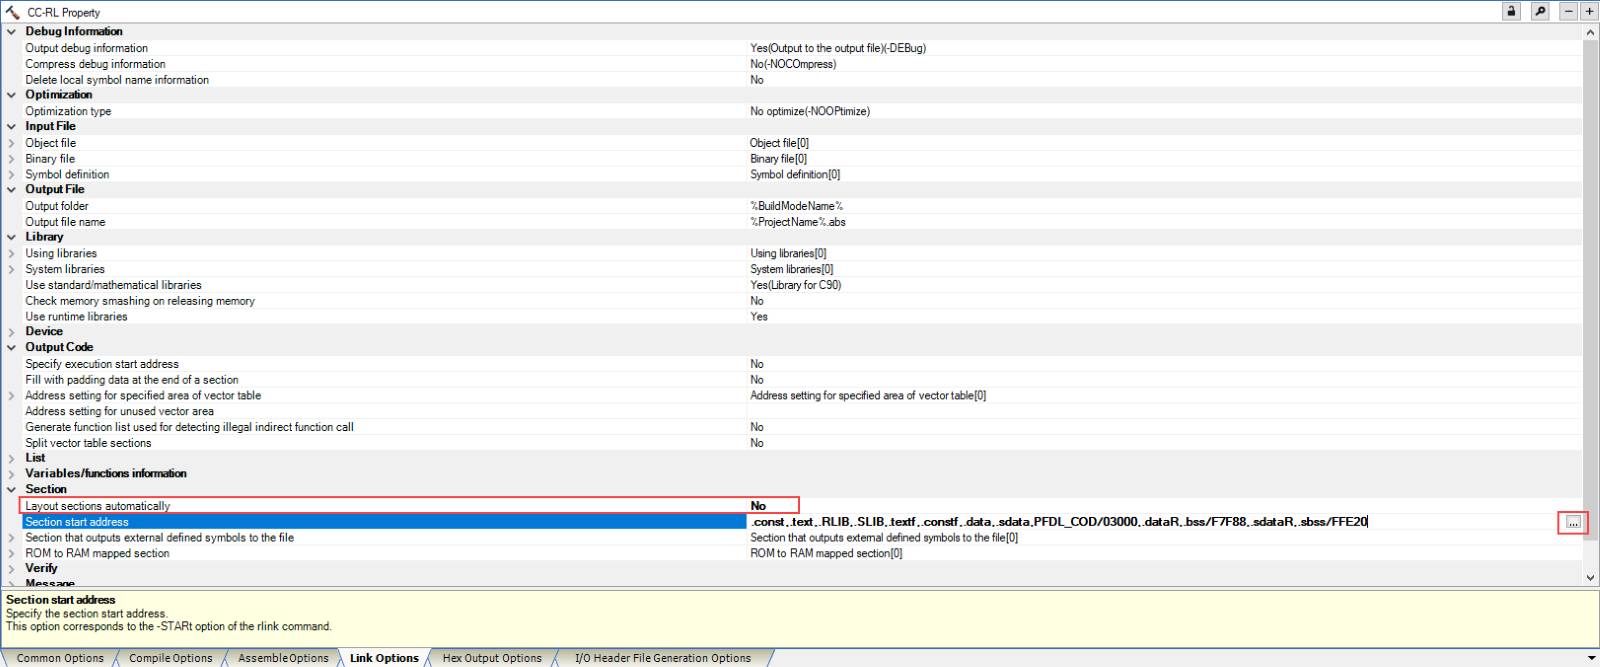 CC-RL Property
Debug Information
Output debug information Yes(Output to the output file)(-DEBug)
Compress debug information No(-NOCOmpress)
Delete local symbol name information No
Optimization
Optimization type No optimize(-NOOPtimize)
Input File
Object file Object file[0]
Binary file Binary file[0]
Symbol definition Symbol definition[0]
Output File
Output folder %BuildModeName%
Output file name %ProjectName%.abs
Library
Using libraries Using libraries[0]
System libraries System libraries[0]
Use standard/mathematical libraries Yes(Library for C90)
Check memory smashing on releasing memory No
Use runtime libraries Yes
Device
Output Code
Specify execution start address No
Fill with padding data at the end of a section No
Address setting for specified area of vector table Address setting for specified area of vector table[0]
Address setting for unused vector area
Generate function list used for detecting illegal indirect function call No
Split vector table sections No
List
Variables/functions information
Section
Layout sections automatically No
Section start address .const,.text,.RLIB,.SLIB,.textf,.constf,.data,.sdata,PFDL_COD/03000,.dataR,.bss/F7F88,.sdataR,.sbss/FFE20 ...
Section that outputs external defined symbols to the file Section that outputs external defined symbols to the file[0]
ROM to RAM mapped section ROM to RAM mapped section[0]
Verify
Message
Section start address
Specify the section start address.
This option corresponds to the -STARt option of the rlink command.
Common Options Compile Options Assemble Options Link Options Hex Output Options I/O Header File Generation Options